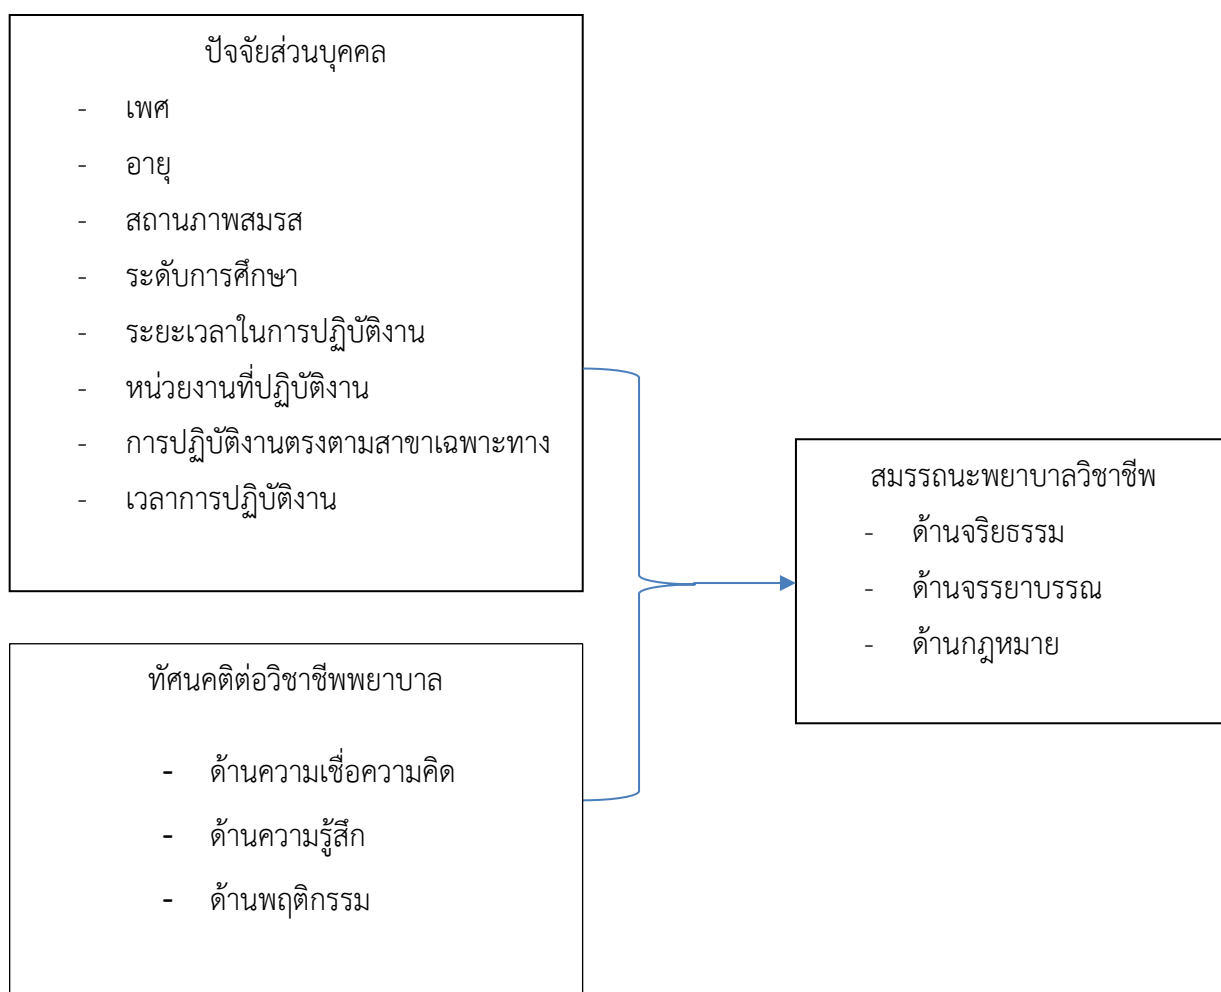 ปัจจัยส่วนบุคคล
- เพศ
- อายุ
- สถานภาพสมรส
- ระดับการศึกษา
- ระยะเวลาในการปฏิบัติงาน
- หน่วยงานที่ปฏิบัติงาน
- การปฏิบัติงานตรงตามสาขาเฉพาะทาง
- เวลาการปฏิบัติงาน
ทัศนคติต่อวิชาชีพพยาบาล
- ด้านความเชื่อความคิด
- ด้านความรู้สึก
- ด้านพฤติกรรม
สมรรถนะพยาบาลวิชาชีพ
- ด้านจริยธรรม
- ด้านจรรยาบรรณ
- ด้านกฎหมาย